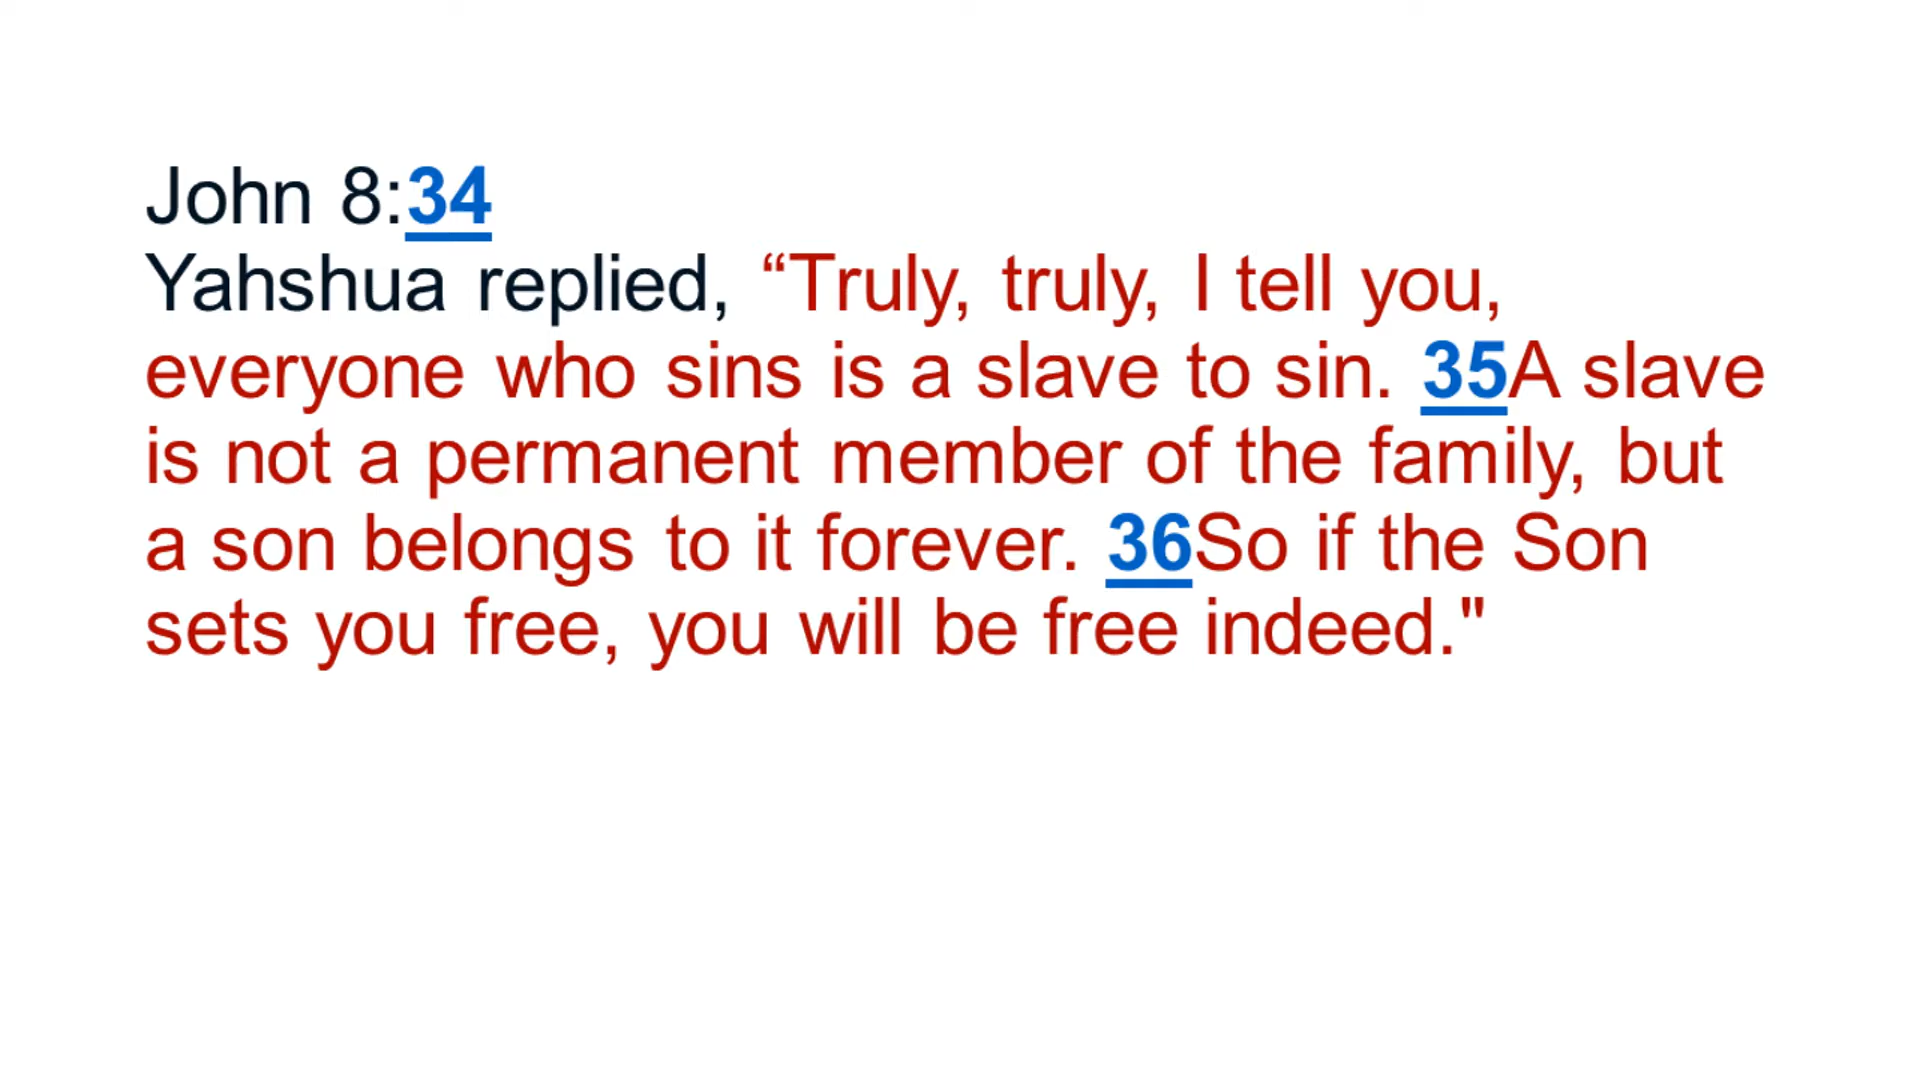 John 8:34
Yahshua replied, “Truly, truly, I tell you,
everyone who sins is a slave to sin. 35A slave
is not a permanent member of the family, but
a son belongs to it forever. 36So if the Son
sets you free, you will be free indeed."